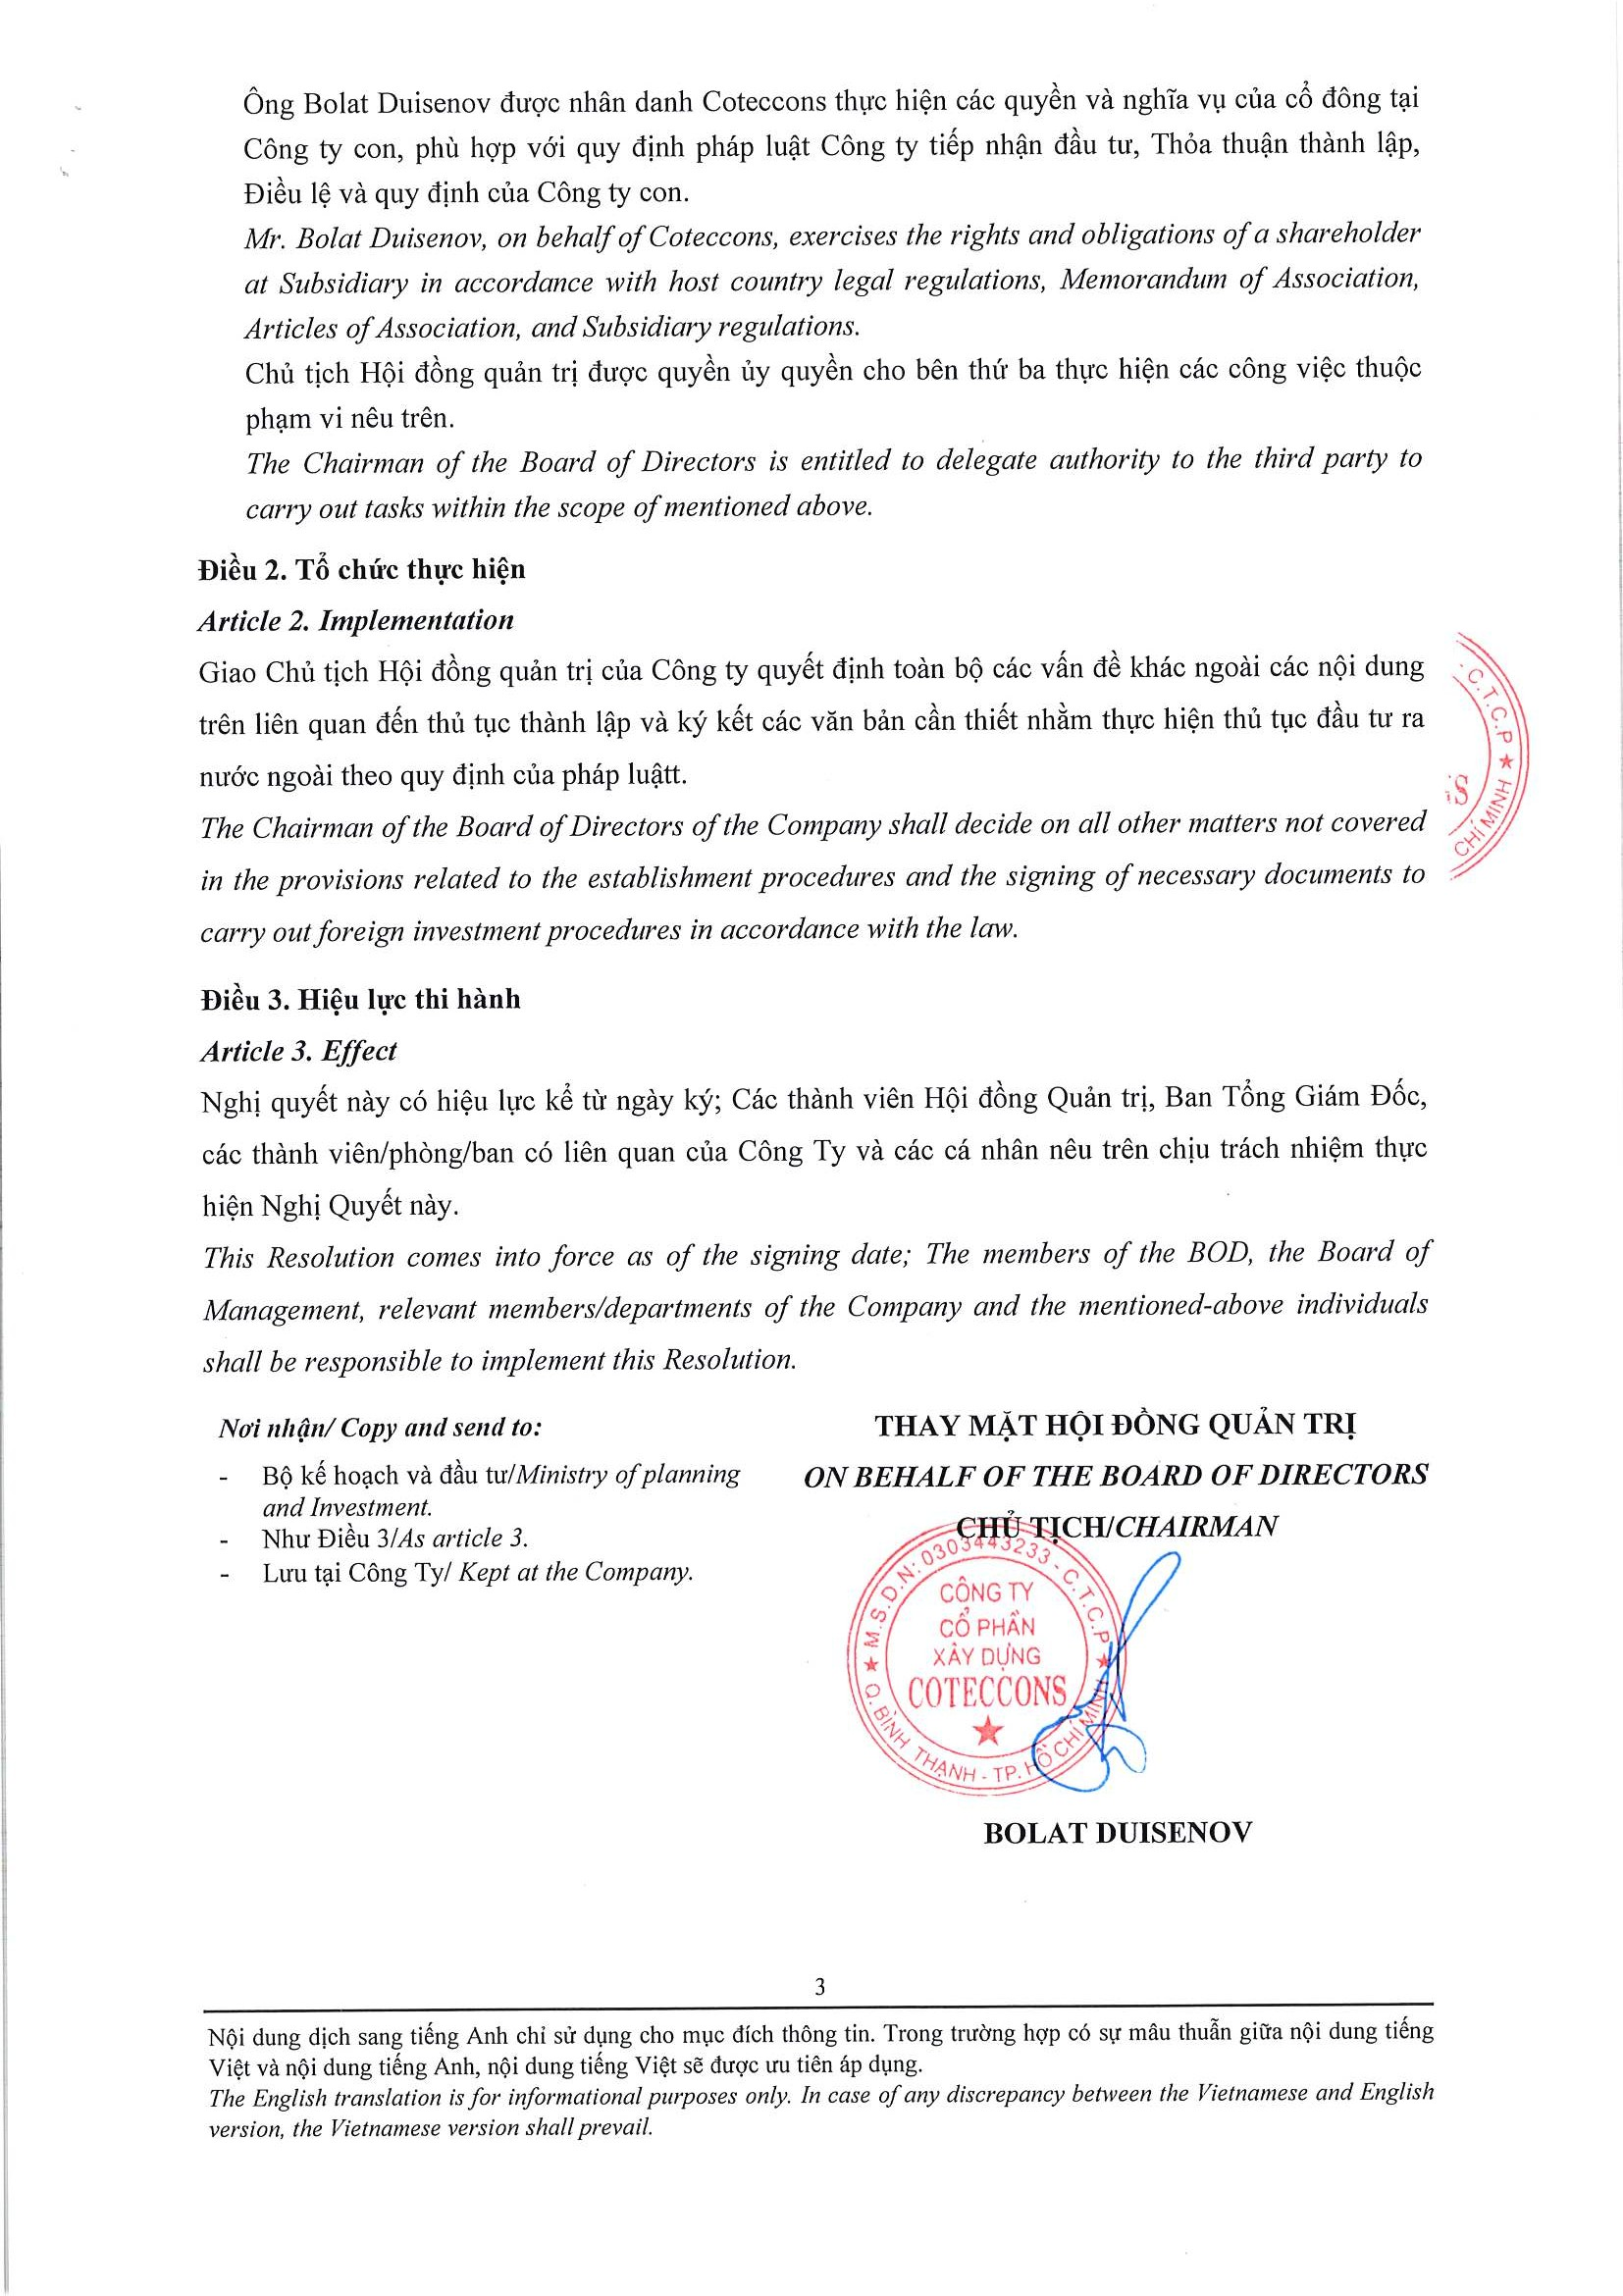 Ông Bolat Duisenov được nhân danh Coteccons thực hiện các quyền và nghĩa vụ của cổ đông tại
Công ty con, phù hợp với quy định pháp luật Công ty tiếp nhận đầu tư, Thỏa thuận thành lập,
Điều lệ và quy định của Công ty con.
Mr. Bolat Duisenov, on behalf of Coteccons, exercises the rights and obligations of a shareholder
at Subsidiary in accordance with host country legal regulations, Memorandum of Association,
Articles of Association, and Subsidiary regulations.
Chủ tịch Hội đồng quản trị được quyền ủy quyền cho bên thứ ba thực hiện các công việc thuộc
phạm vi nêu trên.
The Chairman of the Board of Directors is entitled to delegate authority to the third party to
carry out tasks within the scope of mentioned above.
Điều 2. Tổ chức thực hiện
Article 2. Implementation
Giao Chủ tịch Hội đồng quản trị của Công ty quyết định toàn bộ các vấn đề khác ngoài các nội dung
trên liên quan đến thủ tục thành lập và ký kết các văn bản cần thiết nhằm thực hiện thủ tục đầu tư ra
nước ngoài theo quy định của pháp luậtt.
The Chairman of the Board of Directors of the Company shall decide on all other matters not covered
in the provisions related to the establishment procedures and the signing of necessary documents to
carry out foreign investment procedures in accordance with the law.
C.T.C.P ★
CHÍ MINH
Điều 3. Hiệu lực thi hành
Article 3. Effect
Nghị quyết này có hiệu lực kể từ ngày ký; Các thành viên Hội đồng Quản trị, Ban Tổng Giám Đốc,
các thành viên/phòng/ban có liên quan của Công Ty và các cá nhân nêu trên chịu trách nhiệm thực
hiện Nghị Quyết này.
This Resolution comes into force as of the signing date; The members of the BOD, the Board of
Management, relevant members/departments of the Company and the mentioned-above individuals
shall be responsible to implement this Resolution.
Nơi nhận/ Copy and send to:
- Bộ kế hoạch và đầu tư/Ministry of planning
and Investment.
- Như Điều 3/As article 3.
- Lưu tại Công Ty/ Kept at the Company.
THAY MẶT HỘI ĐỒNG QUẢN TRỊ
ON BEHALF OF THE BOARD OF DIRECTORS
CHỦ TỊCH/CHAIRMAN
★ M.S.D.N: 0303443233 - C.T.C.P ★
CÔNG TY
CỔ PHẦN
XÂY DỰNG
COTECCONS
Q. BÌNH THẠNH - TP. HỒ CHÍ MINH
BOLAT DUISENOV
3
Nội dung dịch sang tiếng Anh chỉ sử dụng cho mục đích thông tin. Trong trường hợp có sự mâu thuẫn giữa nội dung tiếng
Việt và nội dung tiếng Anh, nội dung tiếng Việt sẽ được ưu tiên áp dụng.
The English translation is for informational purposes only. In case of any discrepancy between the Vietnamese and English
version, the Vietnamese version shall prevail.